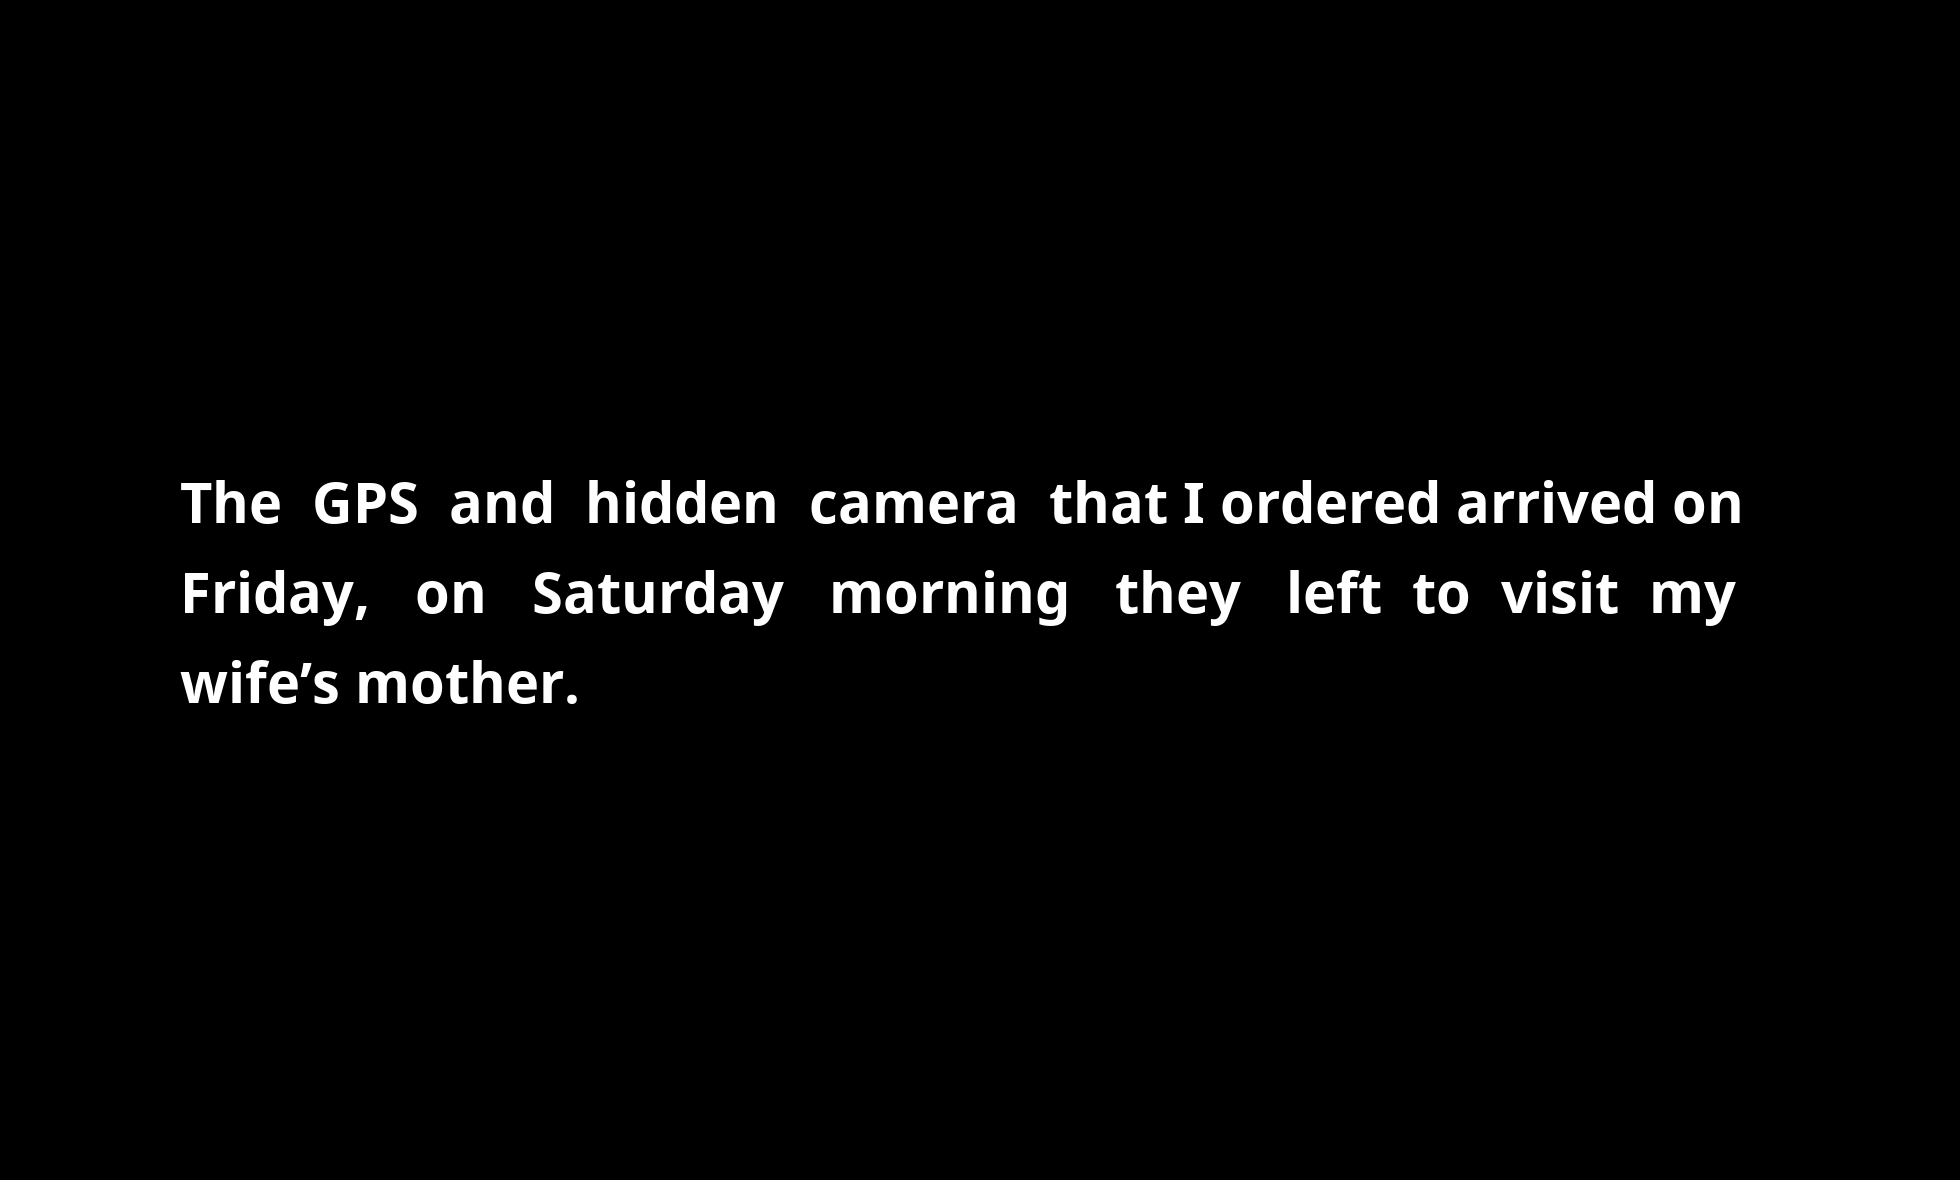 The GPS and hidden camera that I ordered arrived on
Friday, on Saturday morning they left to visit my
wife’s mother.